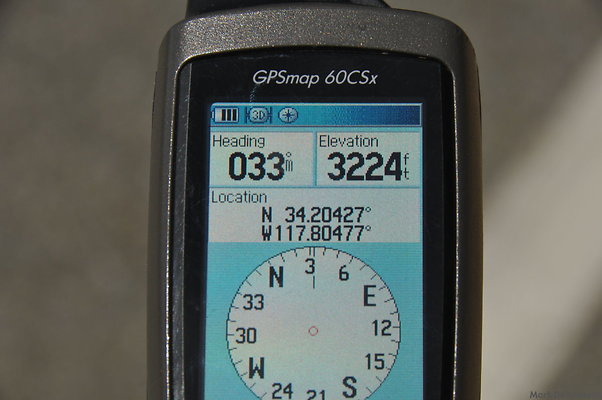 GPSmap 60CSx
3D
Heading
033°m
Elevation
3224ft
Location
N 34.20427°
W117.80477°
N 3 6 E 12 15 S 21 24 W 30 33